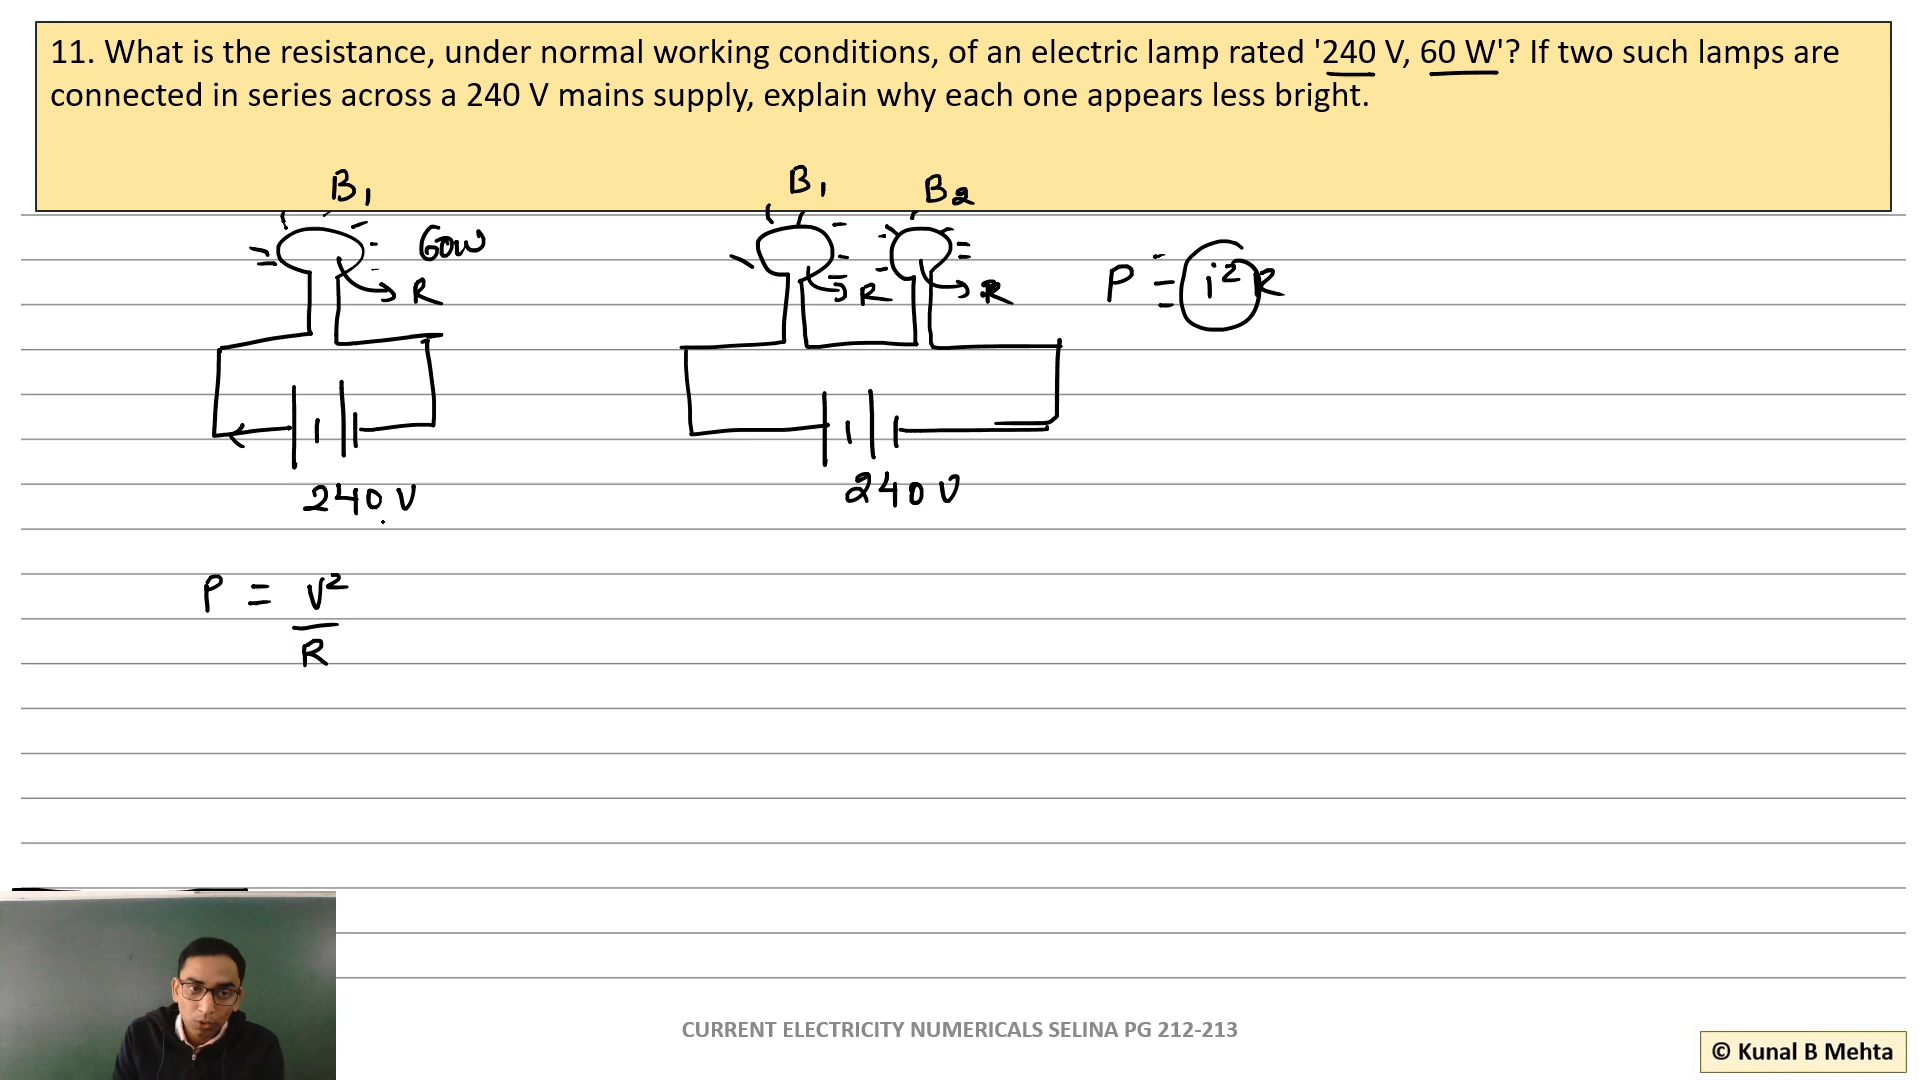 11. What is the resistance, under normal working conditions, of an electric lamp rated '240 V, 60 W'? If two such lamps are
connected in series across a 240 V mains supply, explain why each one appears less bright.
B₁
B₁ B₂
60W
R
R
R
P = i²R
240 V
240 V
P = V²
R
CURRENT ELECTRICITY NUMERICALS SELINA PG 212-213
© Kunal B Mehta